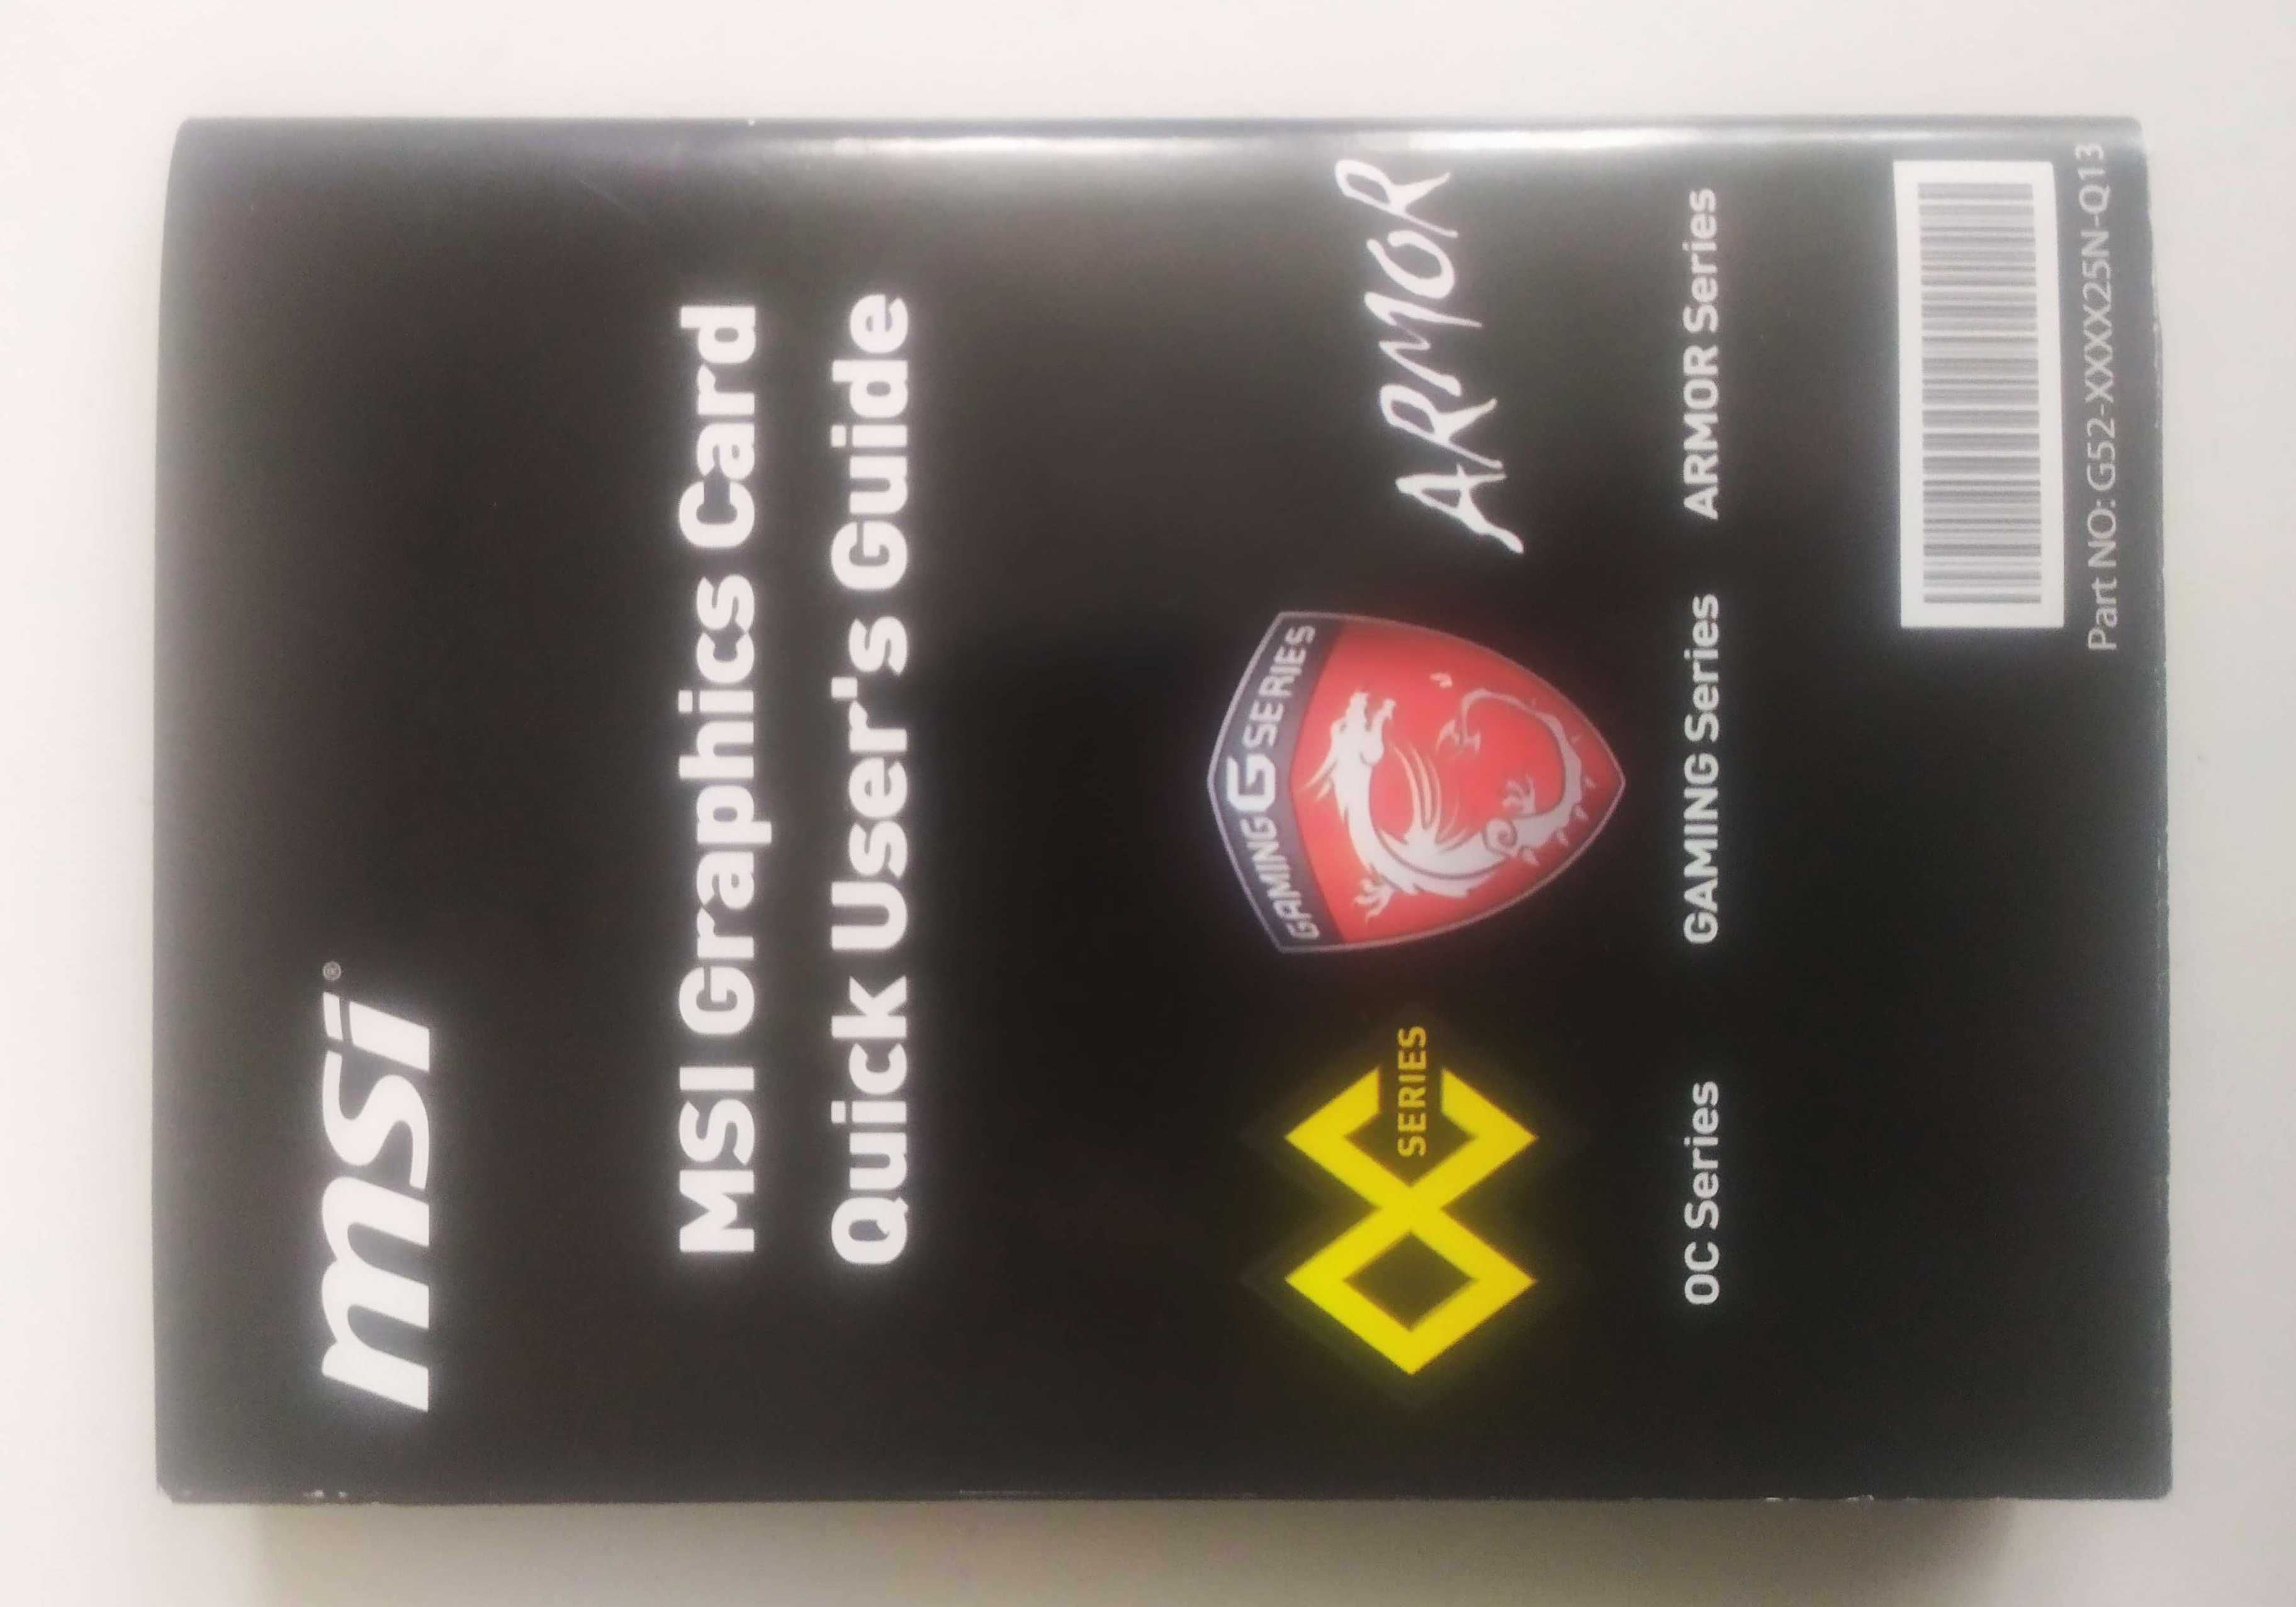 msi®
MSI Graphics Card
Quick User's Guide
SERIES
GAMING G SERIES
ARMOR
OC Series
GAMING Series
ARMOR Series
Part NO: G52-XXXX25N-Q13